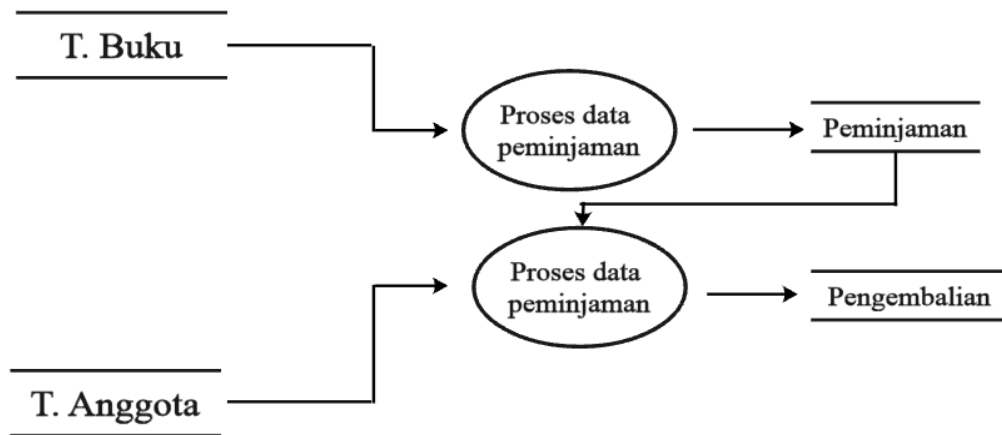 T. Buku
Proses data
peminjaman
Peminjaman
Proses data
peminjaman
Pengembalian
T. Anggota